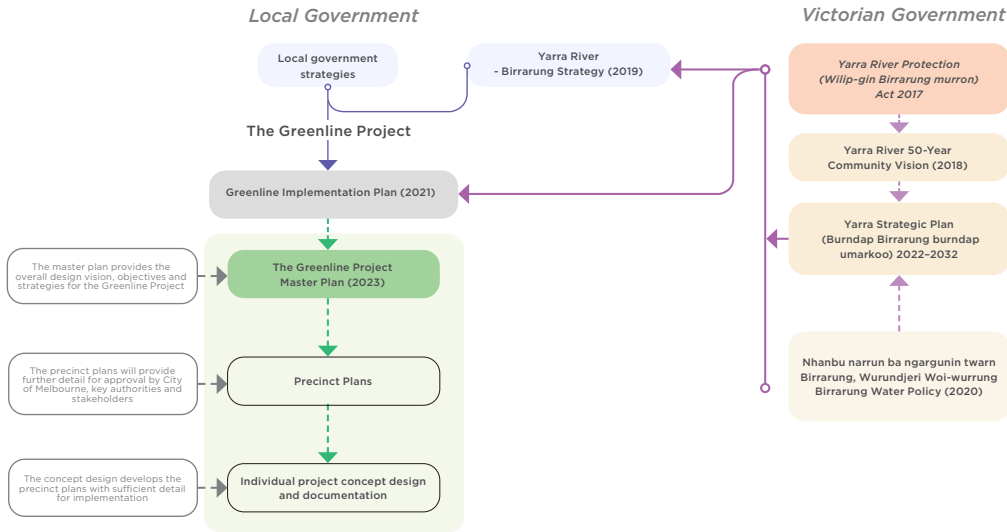 Local Government
Victorian Government
Local government
strategies
Yarra River
- Birrarung Strategy (2019)
Yarra River Protection
(Wilip-gin Birrarung murron)
Act 2017
The Greenline Project
Yarra River 50-Year
Community Vision (2018)
Greenline Implementation Plan (2021)
Yarra Strategic Plan
(Burndap Birrarung burndap
umarkoo) 2022–2032
The master plan provides the
overall design vision, objectives and
strategies for the Greenline Project
The Greenline Project
Master Plan (2023)
The precinct plans will provide
further detail for approval by City
of Melbourne, key authorities and
stakeholders
Precinct Plans
Nhanbu narrun ba ngargunin twarn
Birrarung, Wurundjeri Woi-wurrung
Birrarung Water Policy (2020)
The concept design develops the
precinct plans with sufficient detail
for implementation
Individual project concept design
and documentation